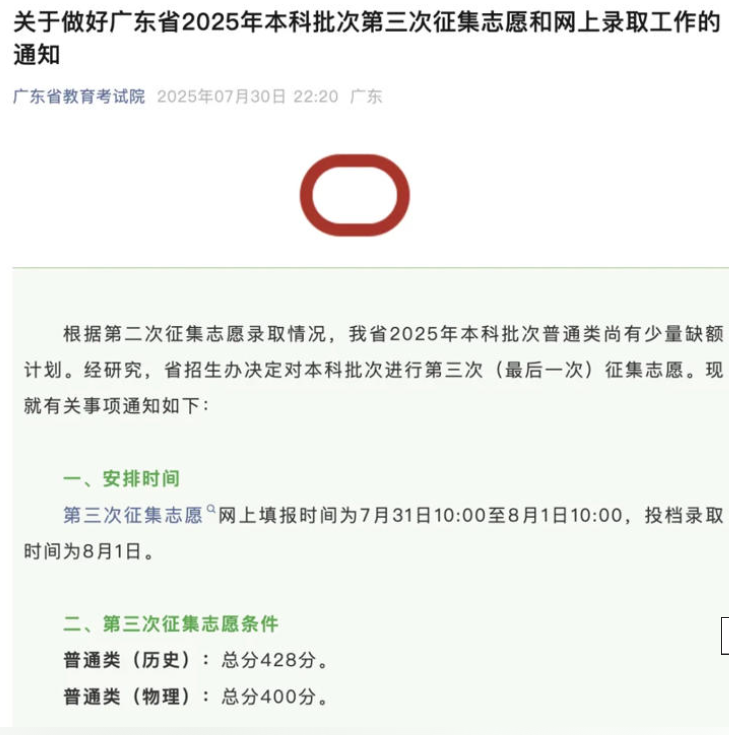 关于做好广东省2025年本科批次第三次征集志愿和网上录取工作的
通知
广东省教育考试院 2025年07月30日 22:20 广东
根据第二次征集志愿录取情况，我省2025年本科批次普通类尚有少量缺额
计划。经研究，省招生办决定对本科批次进行第三次（最后一次）征集志愿。现
就有关事项通知如下：
一、安排时间
第三次征集志愿网上填报时间为7月31日10:00至8月1日10:00，投档录取
时间为8月1日。
二、第三次征集志愿条件
普通类（历史）：总分428分。
普通类（物理）：总分400分。